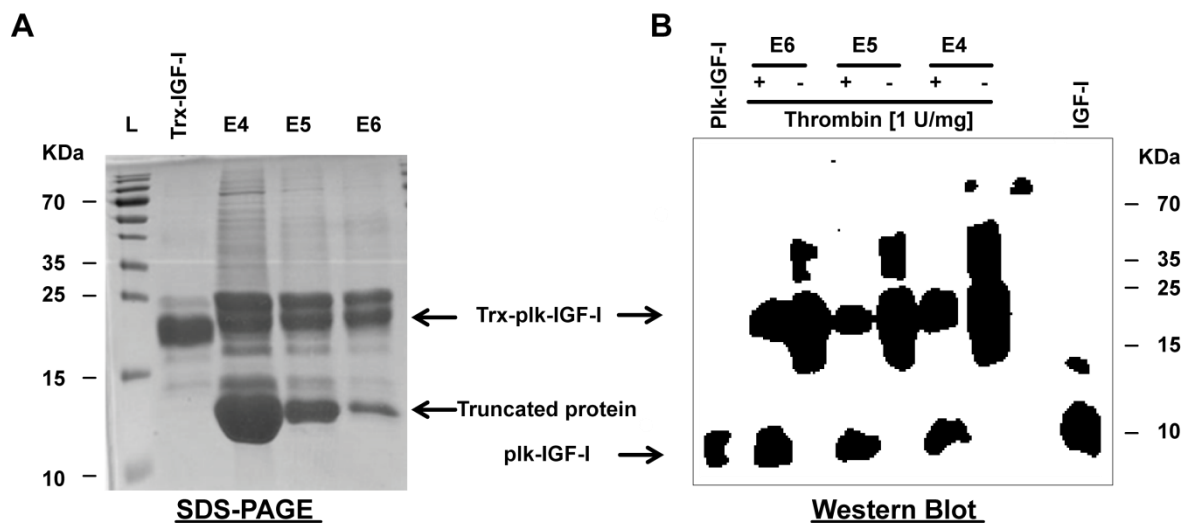 A
L Trx-IGF-I E4 E5 E6
KDa
70
35
25
15
10
Trx-plk-IGF-I
Truncated protein
plk-IGF-I
SDS-PAGE
B
Plk-IGF-I E6 E5 E4 IGF-I
+ - + - + -
Thrombin [1 U/mg]
KDa
70
35
25
15
10
Western Blot